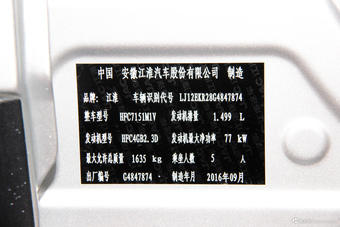 中国 安徽江淮汽车股份有限公司 制造
品牌: 江淮 车辆识别代号 LJ12EKR28G4847874
整车型号 HFC7151M1V 发动机排量 1.499 L
发动机型号 HFC4GB2.3D 发动机最大净功率 77 kW
最大允许总质量 1635 kg 乘坐人数 5 人
出厂编号 G4847874 制造年月 2016年09月